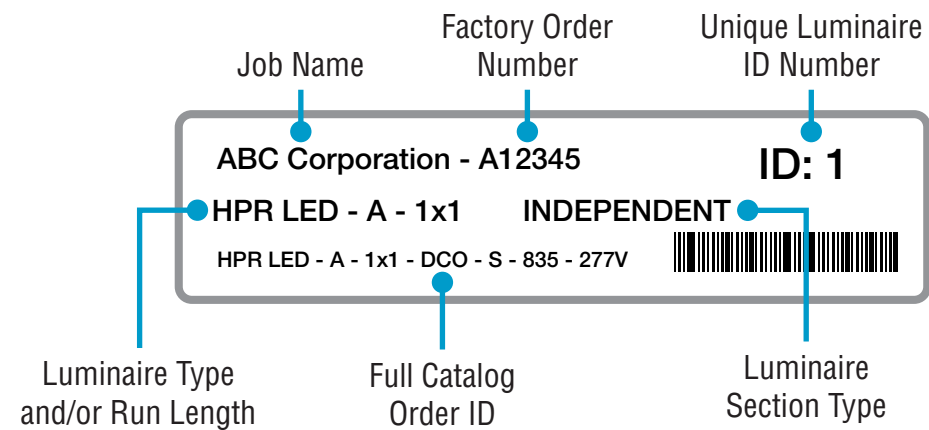 Job Name
Factory Order
Number
Unique Luminaire
ID Number
ABC Corporation - A12345
ID: 1
HPR LED - A - 1x1
INDEPENDENT
HPR LED - A - 1x1 - DCO - S - 835 - 277V
Luminaire Type
and/or Run Length
Full Catalog
Order ID
Luminaire
Section Type